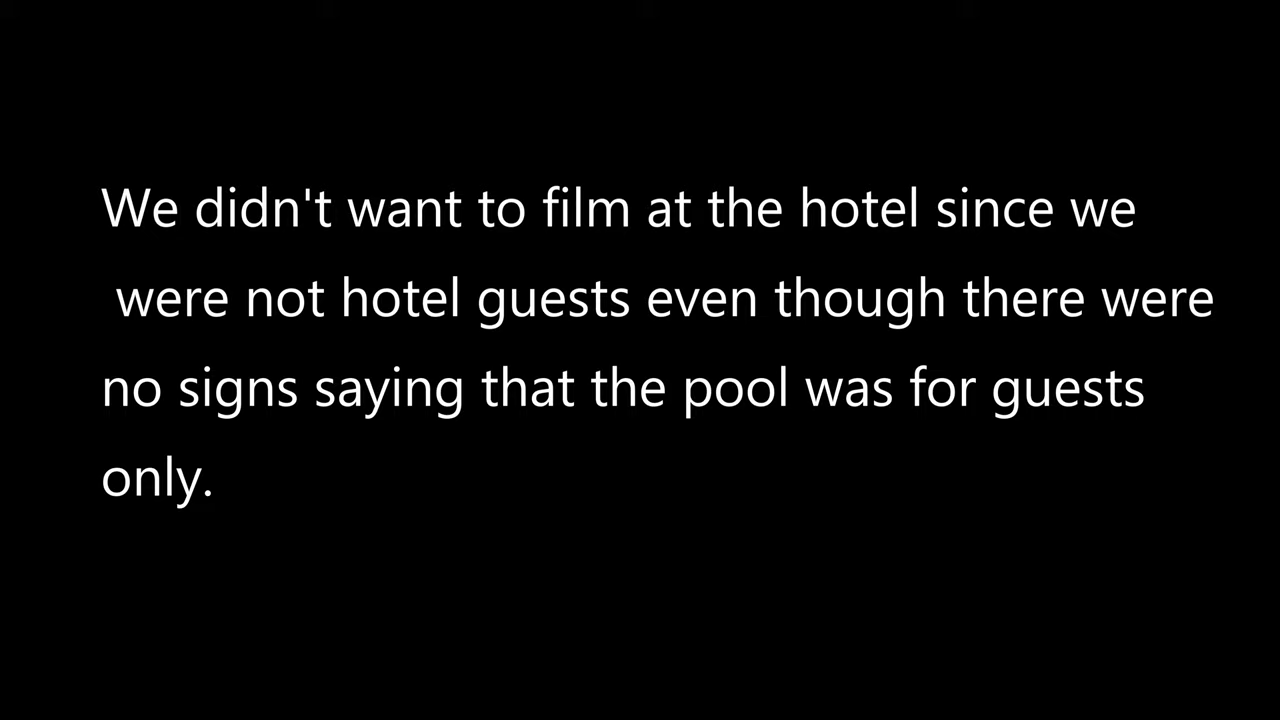 We didn't want to film at the hotel since we
were not hotel guests even though there were
no signs saying that the pool was for guests
only.